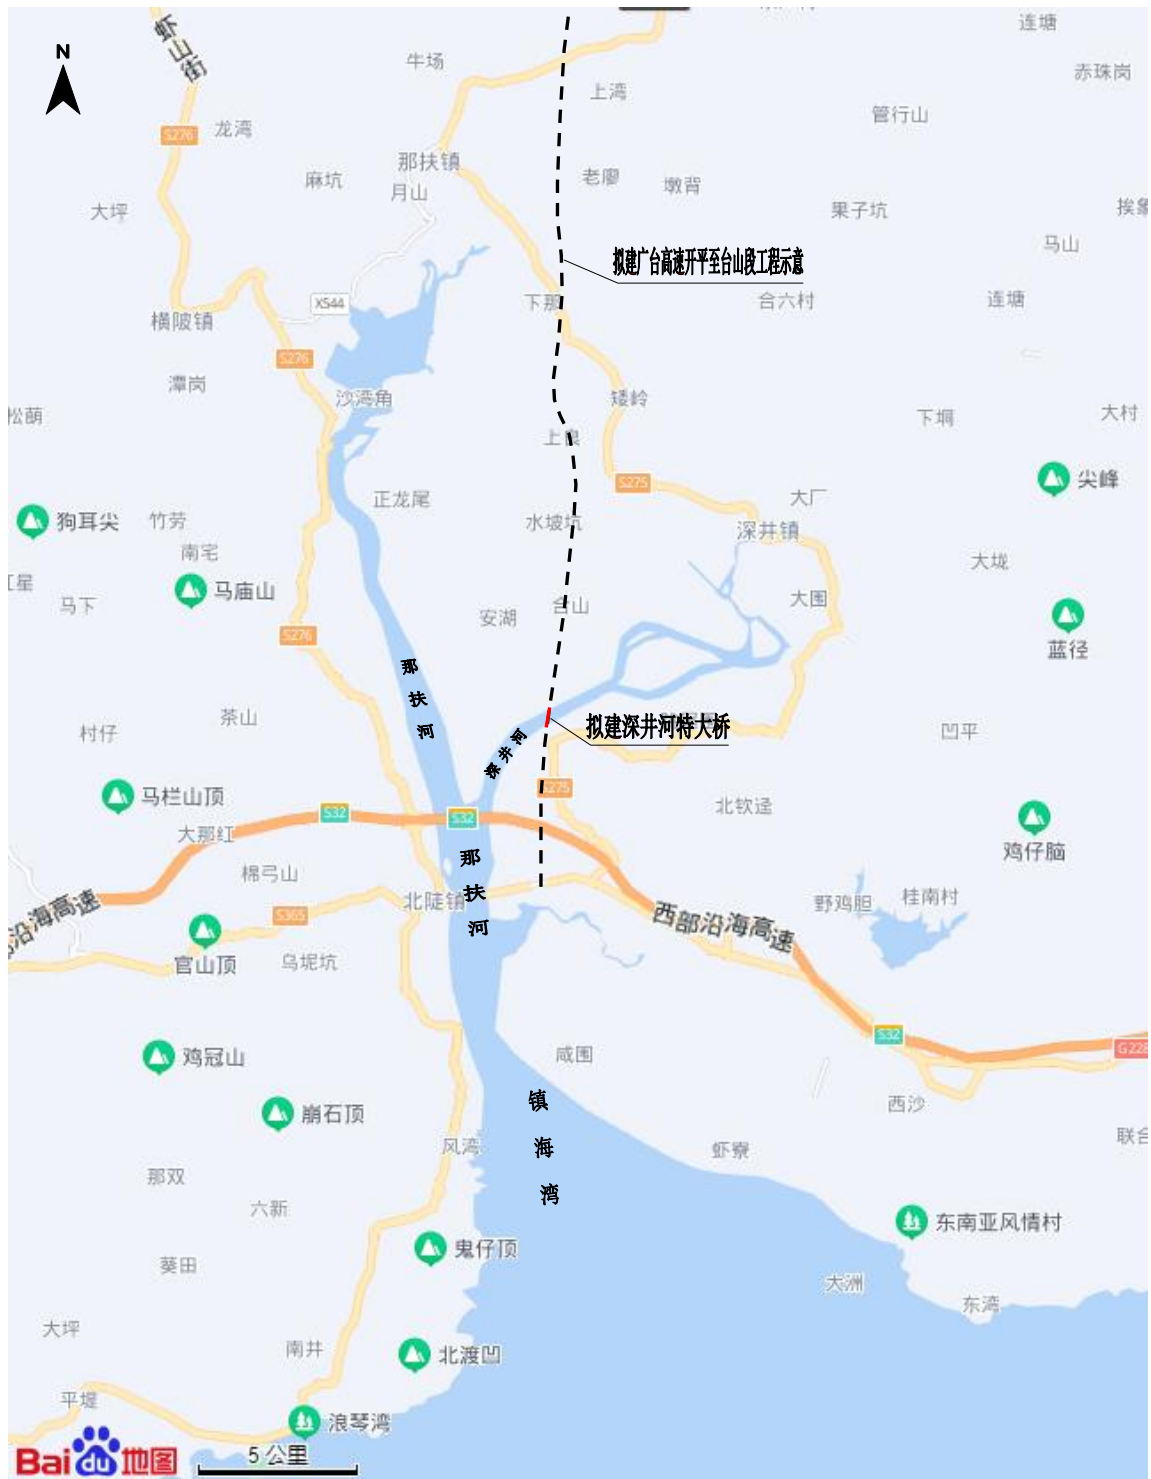 连塘
虾山街
N
牛场
赤珠岗
上湾
管行山
S276
龙湾
那扶镇
麻坑
月山
老廖
墩背
大坪
果子坑
马山
拟建广台高速开平至台山段工程示意
X544
下那
合六村
连塘
横陂镇
S276
潭岗
沙湾角
矮岭
松萌
下垌
大村
上良
尖峰
S275
正龙尾
大厂
狗耳尖
竹劳
水坡坑
深井镇
南宅
大垅
马庙山
马下
安湖
合山
大围
蓝径
S276
那扶河
茶山
村仔
深井河
拟建深井河特大桥
凹平
马栏山顶
S275
北钦迳
S32
S32
大那红
鸡仔脑
那扶河
棉弓山
北陡镇
野鸡胆
桂南村
沿海高速
S365
西部沿海高速
官山顶
乌坭坑
S32
鸡冠山
咸围
G228
镇海湾
崩石顶
西沙
风湾
虾寮
联合
那双
六新
东南亚风情村
鬼仔顶
葵田
大洲
东湾
大坪
南井
北渡凹
平堤
浪琴湾
Bai du 地图
5 公里